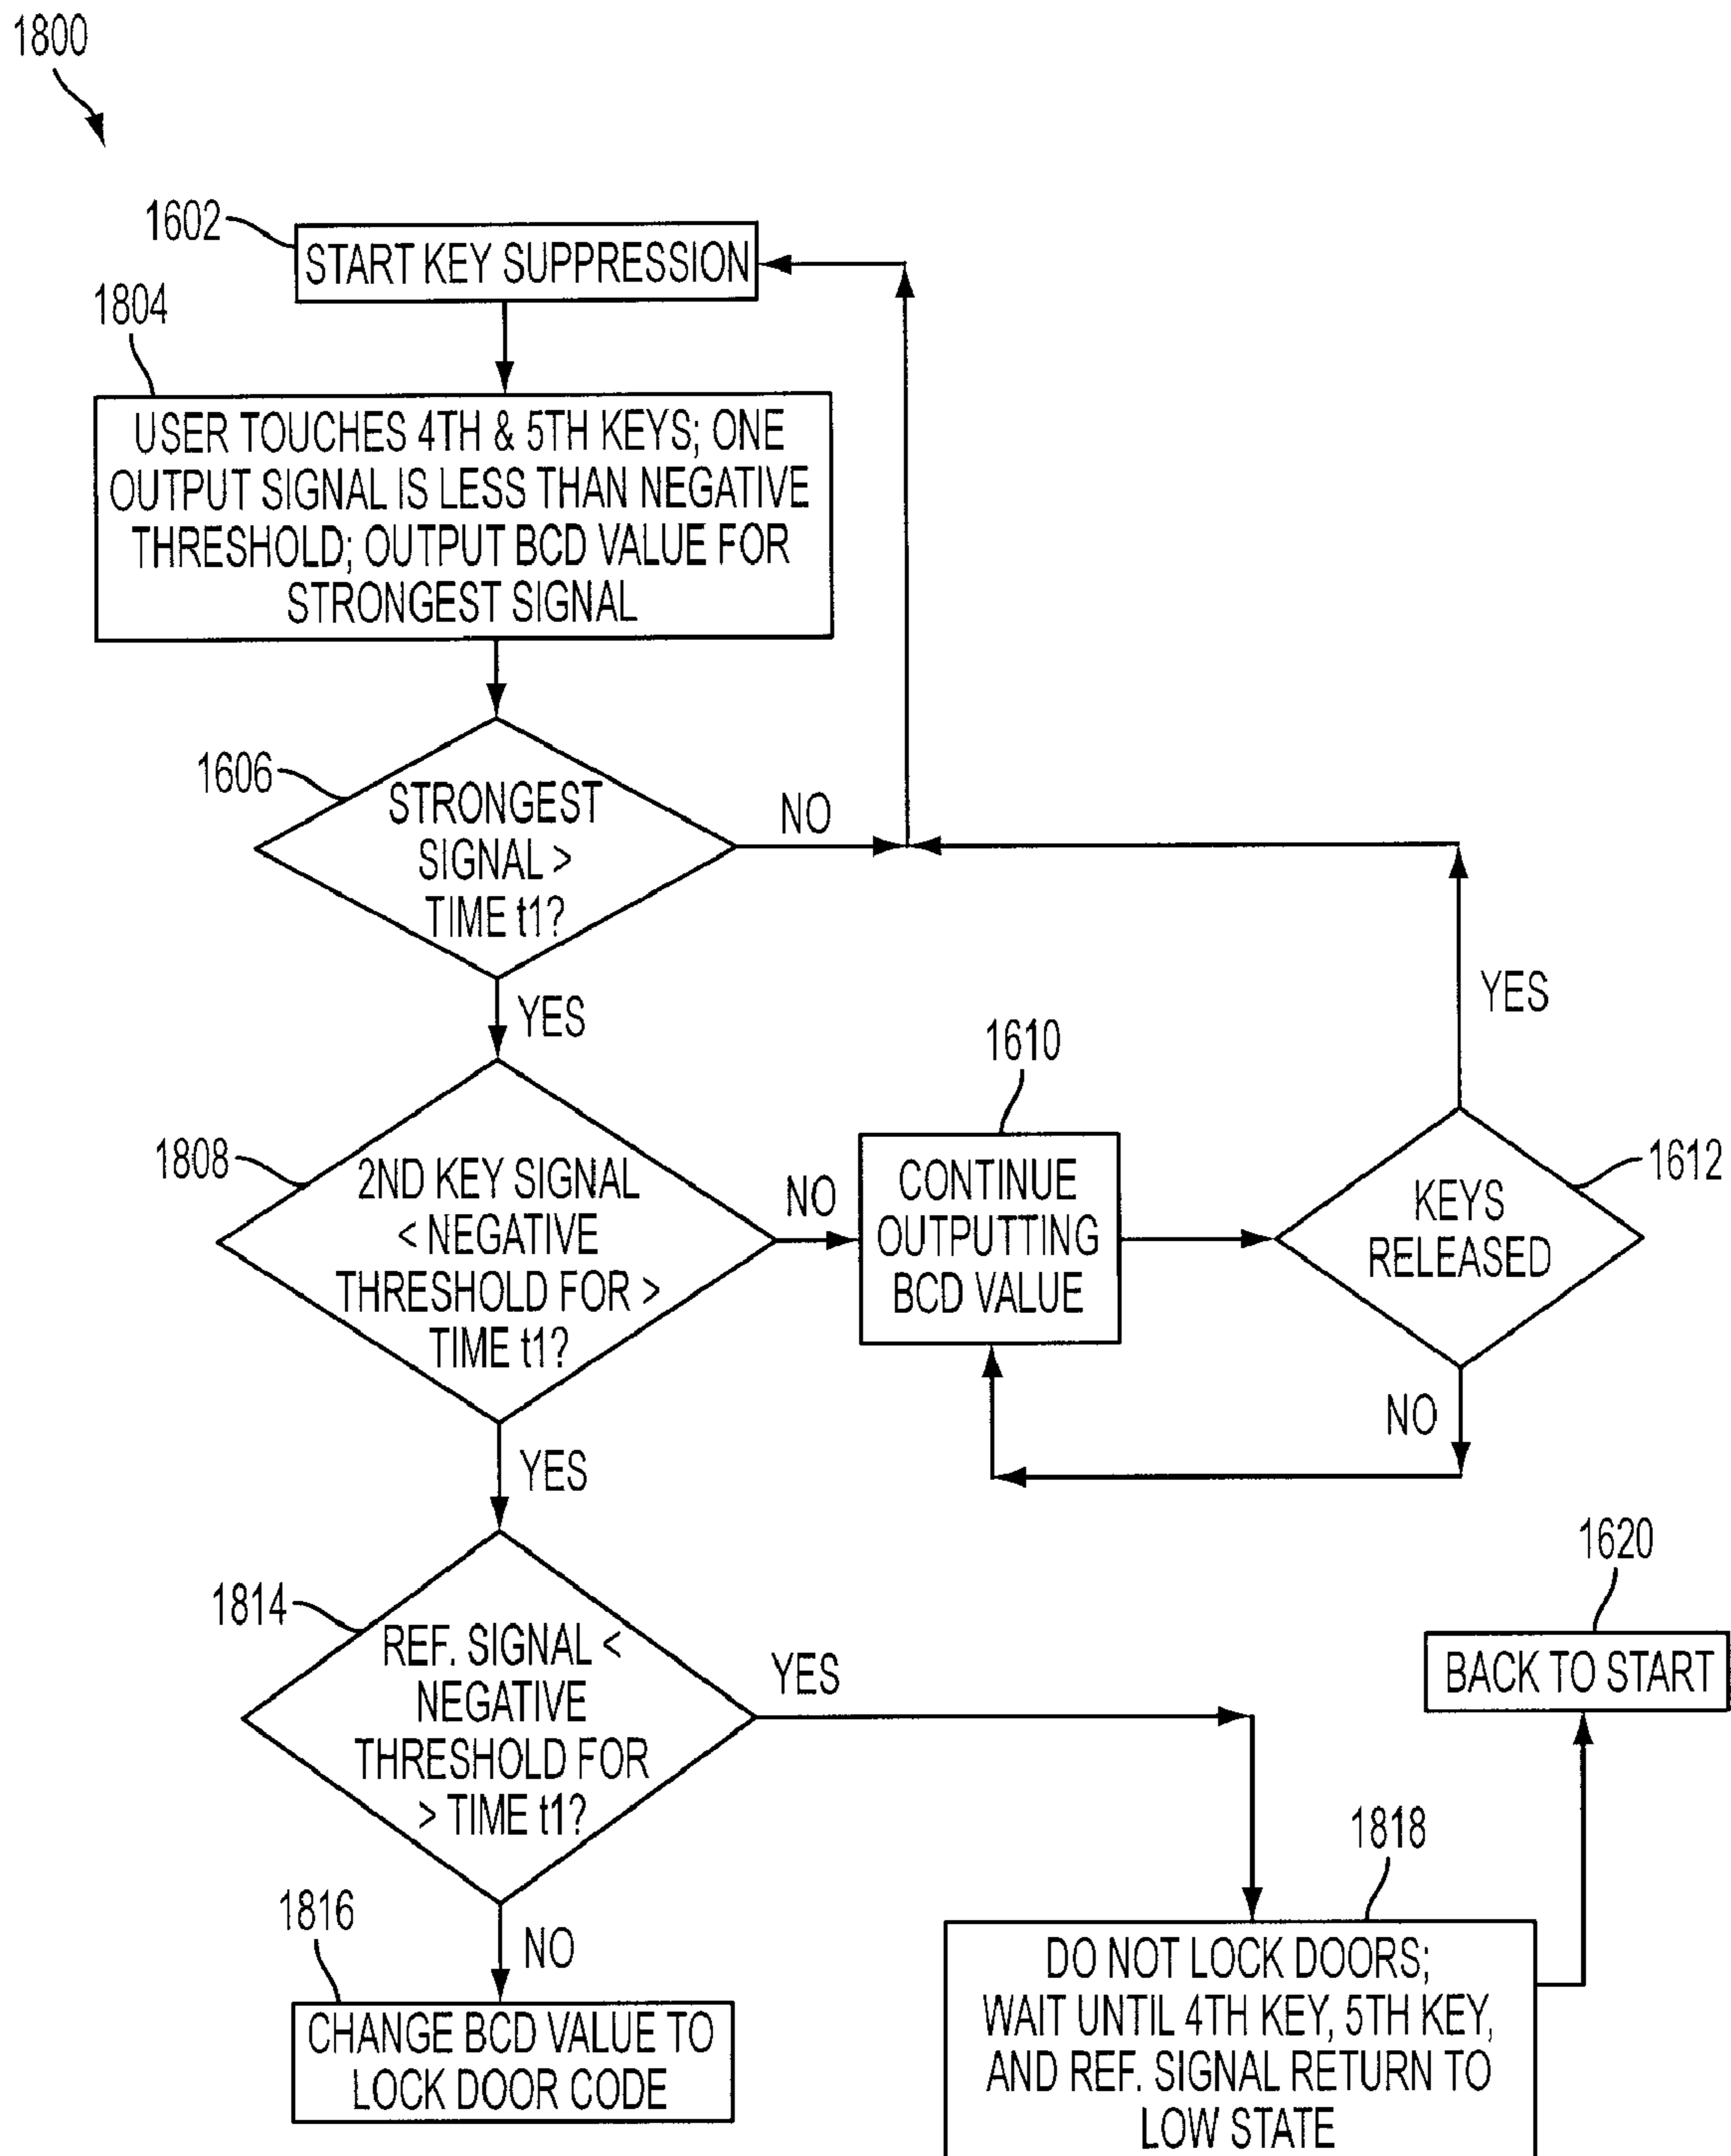 1800
1602
START KEY SUPPRESSION
1804
USER TOUCHES 4TH & 5TH KEYS; ONE
OUTPUT SIGNAL IS LESS THAN NEGATIVE
THRESHOLD; OUTPUT BCD VALUE FOR
STRONGEST SIGNAL
1606
STRONGEST
SIGNAL >
TIME t1?
NO
YES
YES
1808
2ND KEY SIGNAL
< NEGATIVE
THRESHOLD FOR >
TIME t1?
NO
1610
CONTINUE
OUTPUTTING
BCD VALUE
1612
KEYS
RELEASED
NO
YES
1814
REF. SIGNAL <
NEGATIVE
THRESHOLD FOR
> TIME t1?
YES
1620
BACK TO START
NO
1816
CHANGE BCD VALUE TO
LOCK DOOR CODE
1818
DO NOT LOCK DOORS;
WAIT UNTIL 4TH KEY, 5TH KEY,
AND REF. SIGNAL RETURN TO
LOW STATE